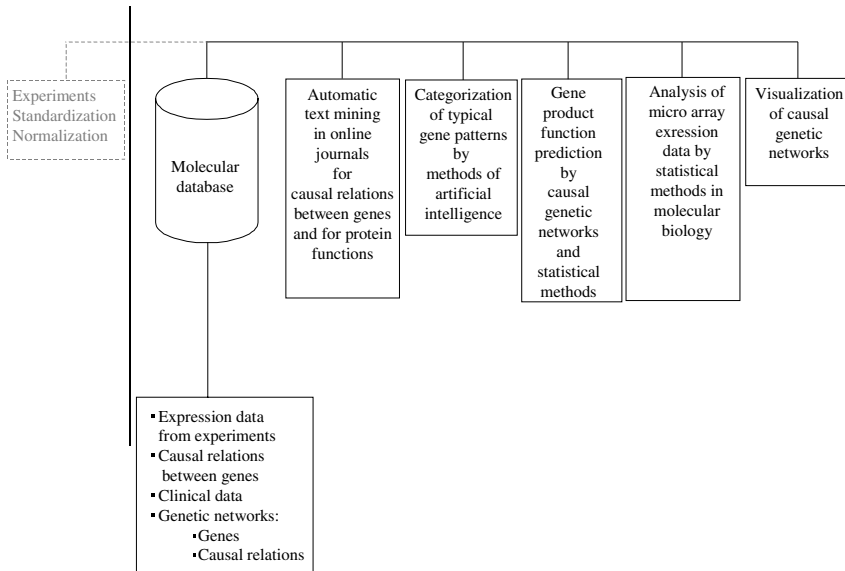 Experiments
Standardization
Normalization
Molecular
database
Automatic
text mining
in online
journals
for
causal relations
between genes
and for protein
functions
Categorization
of typical
gene patterns
by
methods of
artificial
intelligence
Gene
product
function
prediction
by
causal
genetic
networks
and
statistical
methods
Analysis of
micro array
exression
data by
statistical
methods in
molecular
biology
Visualization
of causal
genetic
networks
▪ Expression data
from experiments
▪ Causal relations
between genes
▪ Clinical data
▪ Genetic networks:
▪ Genes
▪ Causal relations